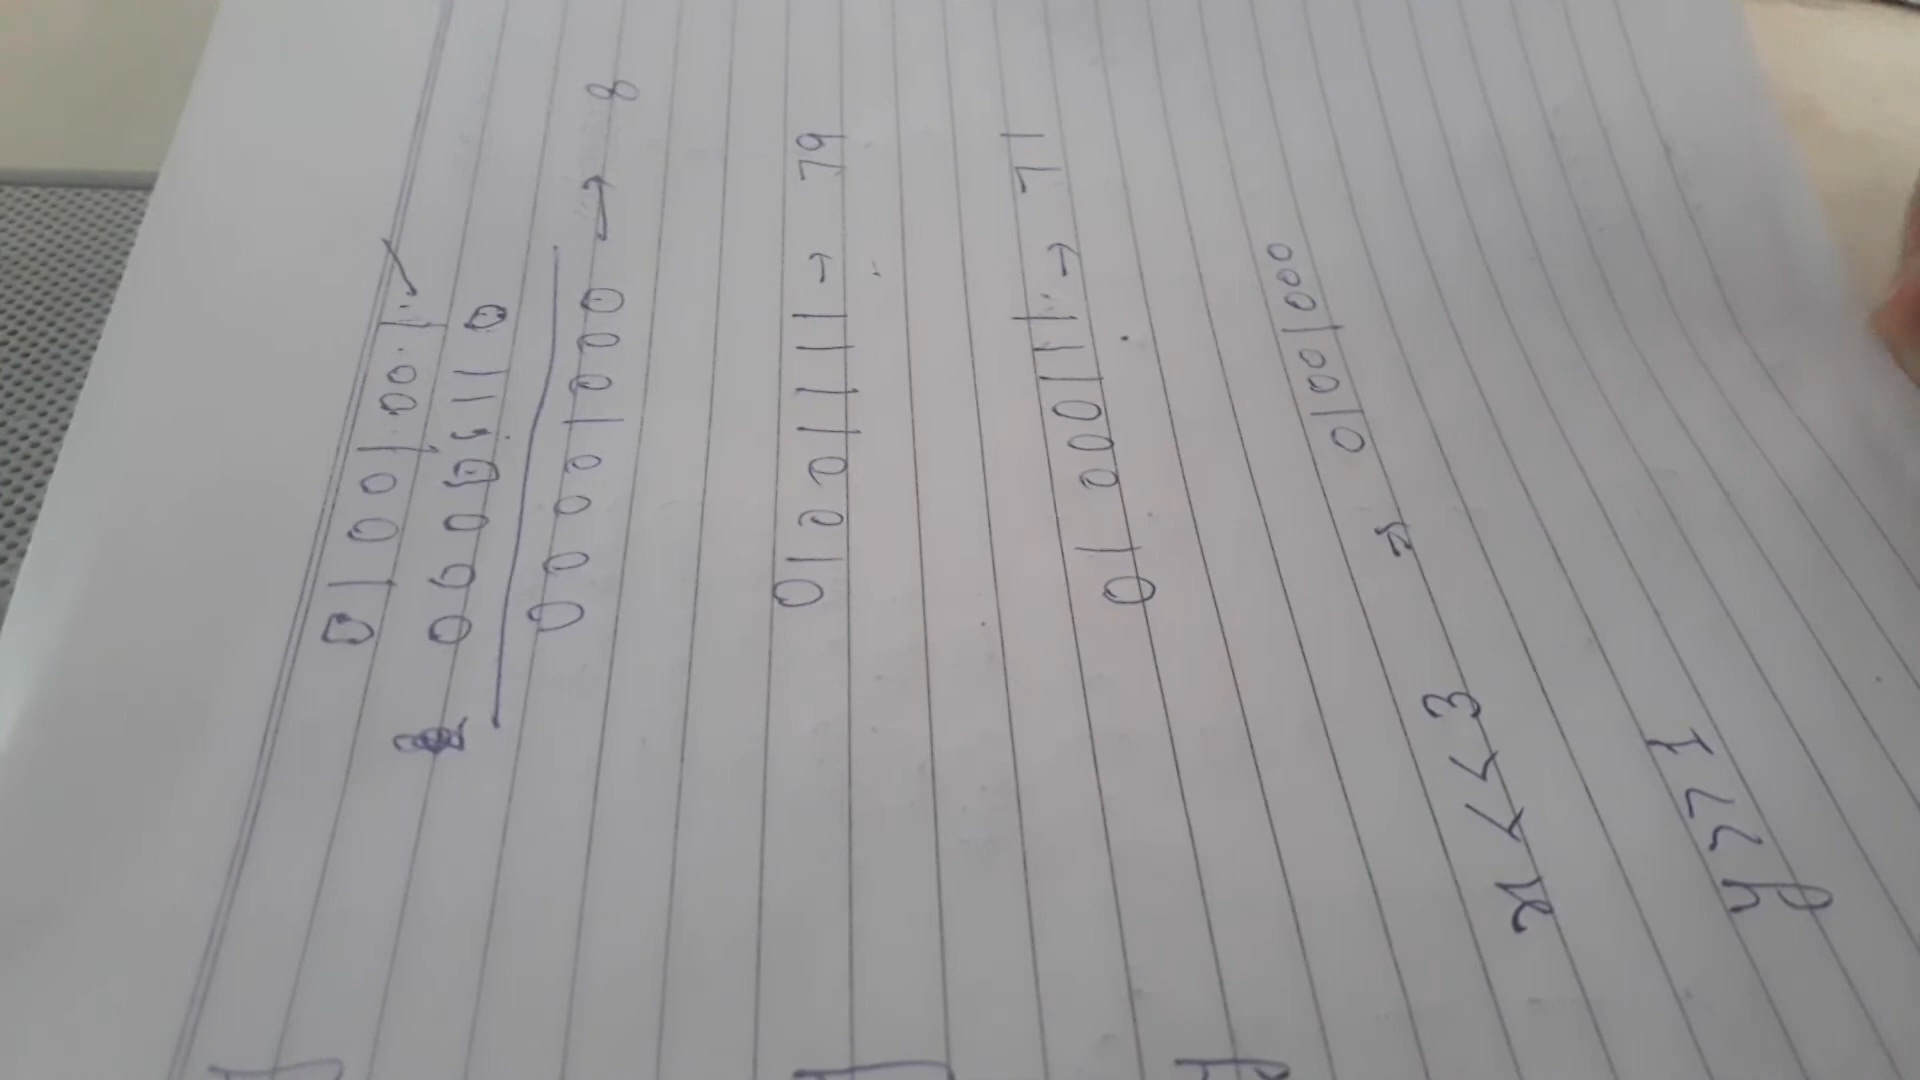 01001001
& 00001110
00001000 → 8
01001111 → 79
01000111 → 71
x << 3 01001000
y >> 1